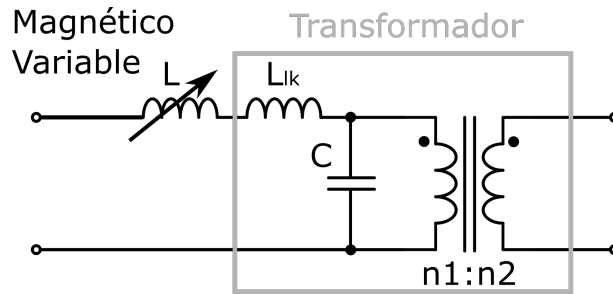 Magnético
Variable
Transformador
L
Llk
C
n1:n2